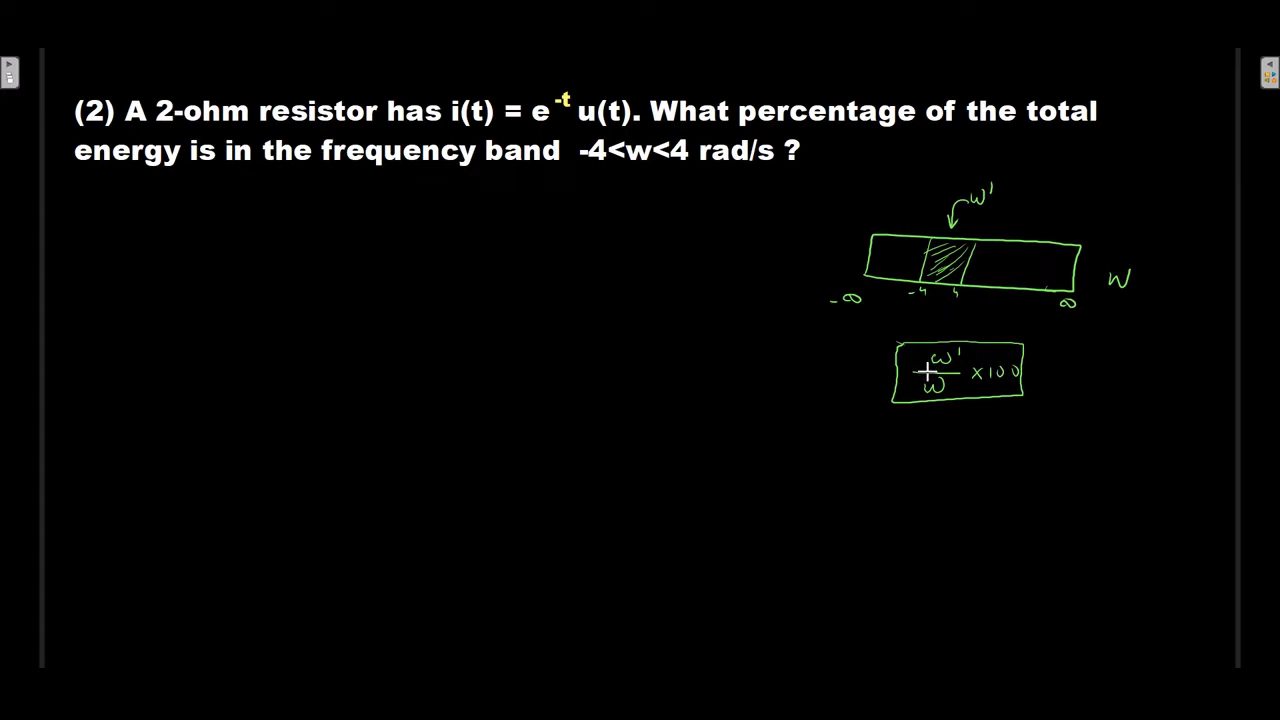 (2) A 2-ohm resistor has i(t) = e^-t u(t). What percentage of the total
energy is in the frequency band -4<w<4 rad/s ?
w'
W
-∞ -4 4 ∞
w'
w × 100